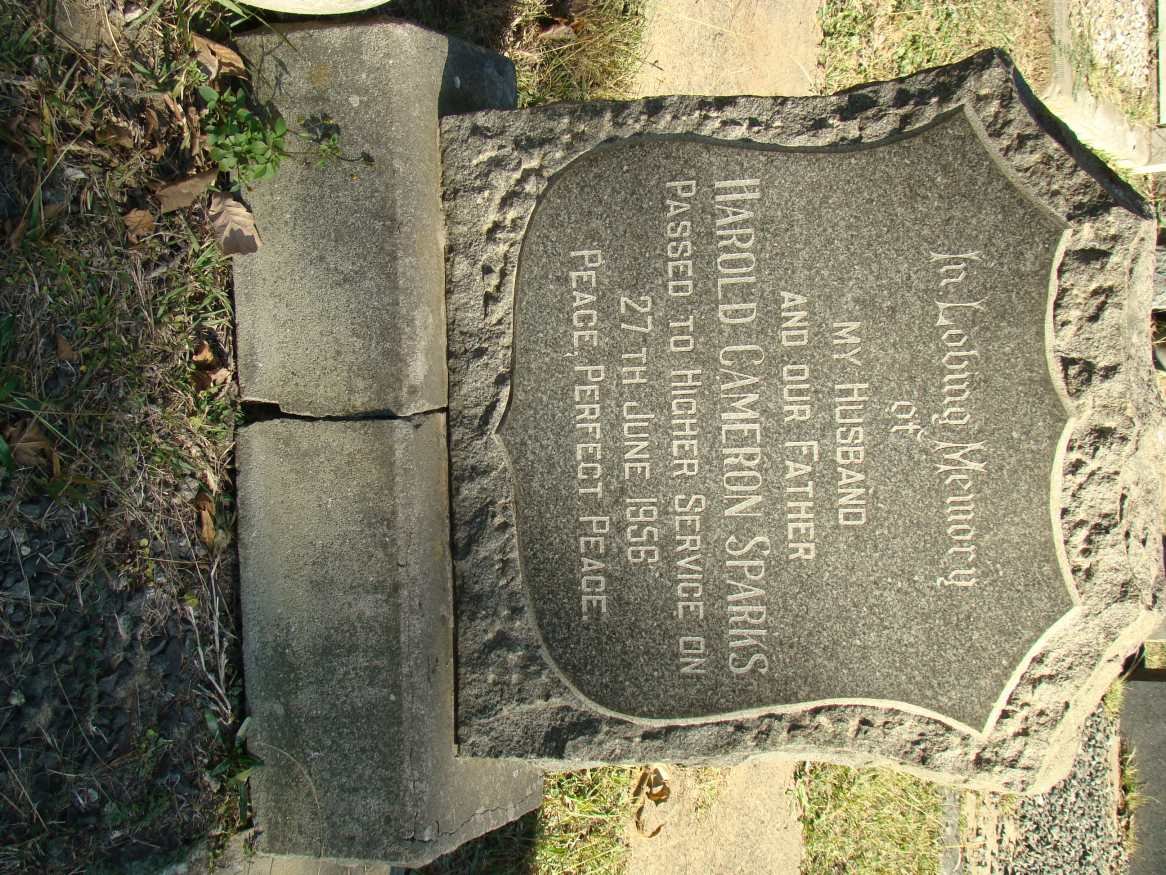 In Loving Memory
of
MY HUSBAND
AND OUR FATHER
HAROLD CAMERON SPARKS
PASSED TO HIGHER SERVICE ON
27TH JUNE 1956
PEACE, PERFECT PEACE.